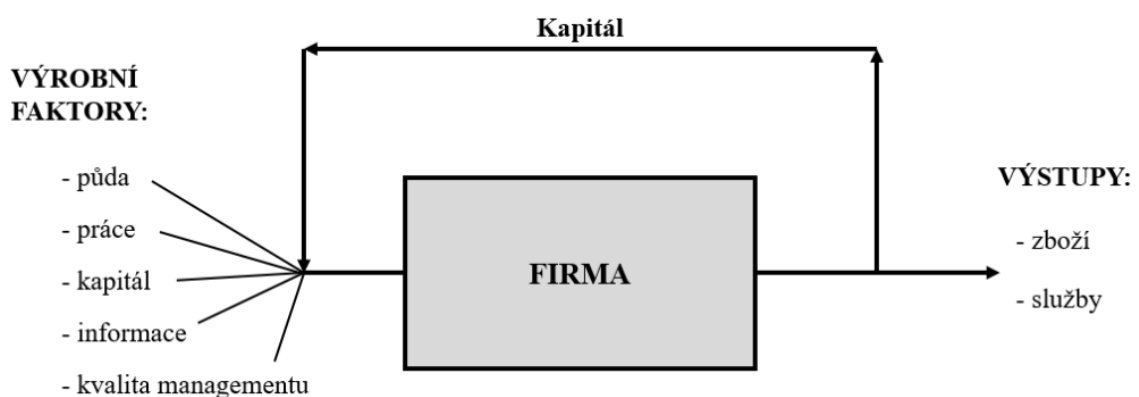 Kapitál
VÝROBNÍ
FAKTORY:
- půda
- práce
- kapitál
- informace
- kvalita managementu
FIRMA
VÝSTUPY:
- zboží
- služby